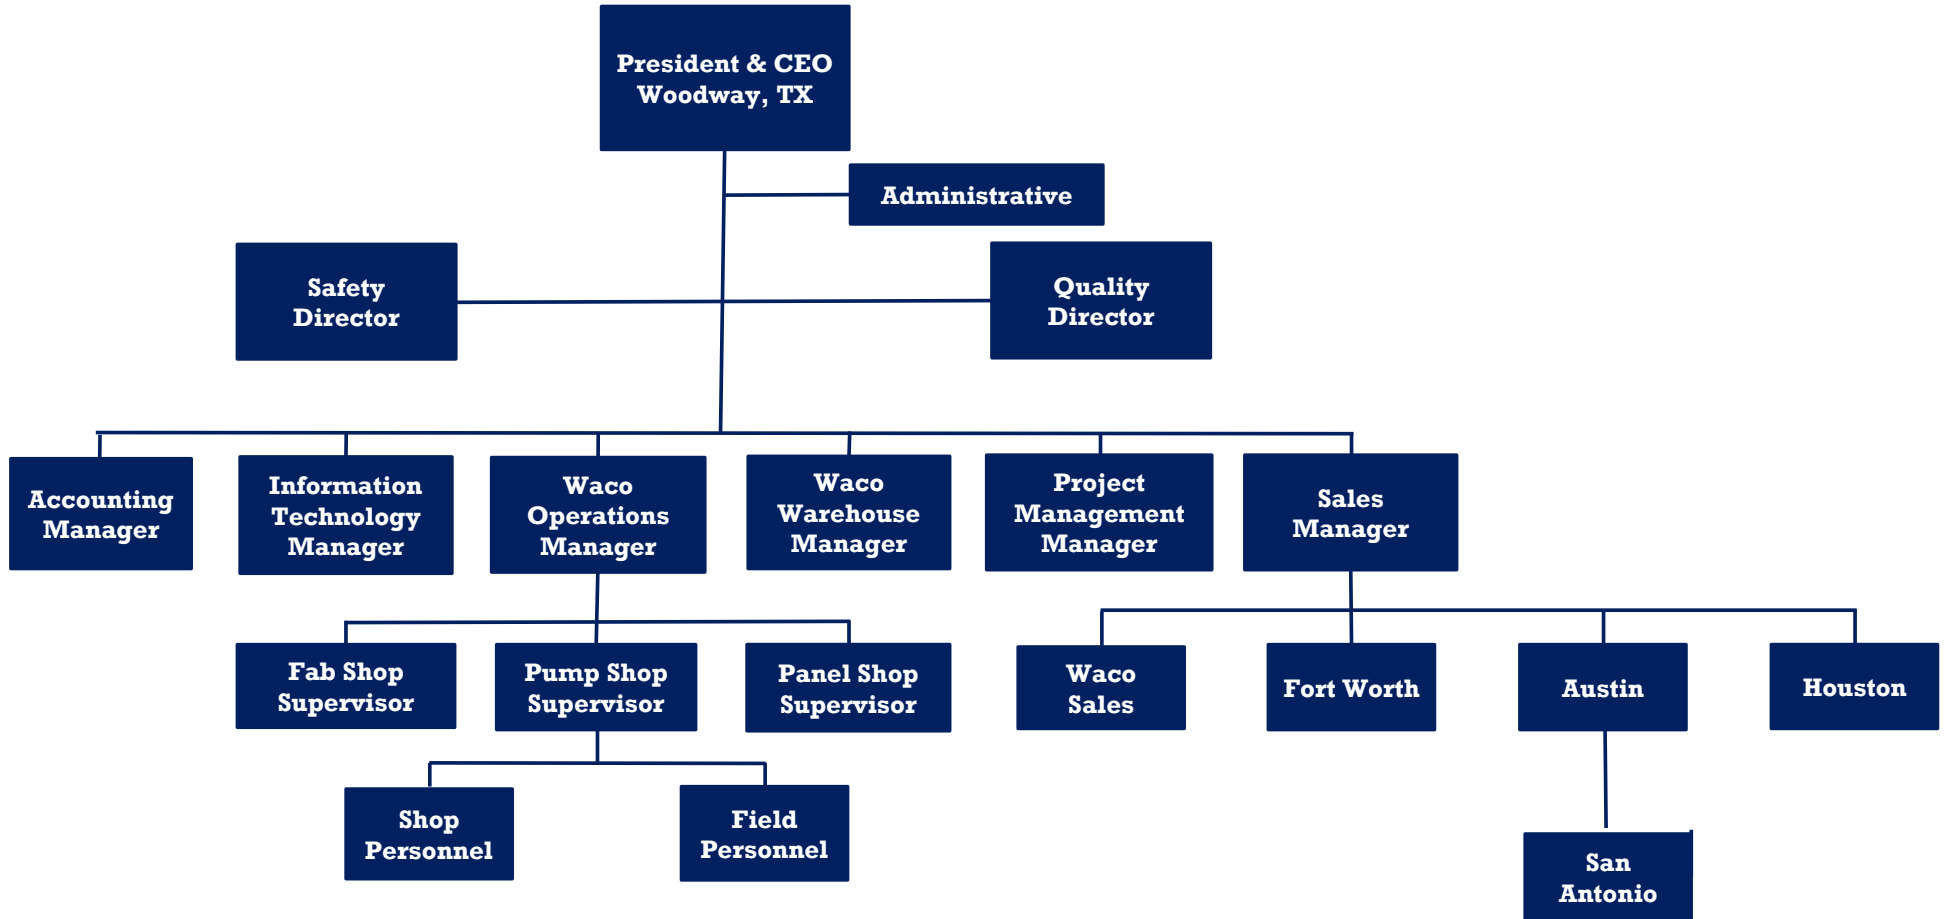 President & CEO
Woodway, TX
Administrative
Safety
Director
Quality
Director
Accounting
Manager
Information
Technology
Manager
Waco
Operations
Manager
Waco
Warehouse
Manager
Project
Management
Manager
Sales
Manager
Fab Shop
Supervisor
Pump Shop
Supervisor
Panel Shop
Supervisor
Waco
Sales
Fort Worth
Austin
Houston
Shop
Personnel
Field
Personnel
San
Antonio